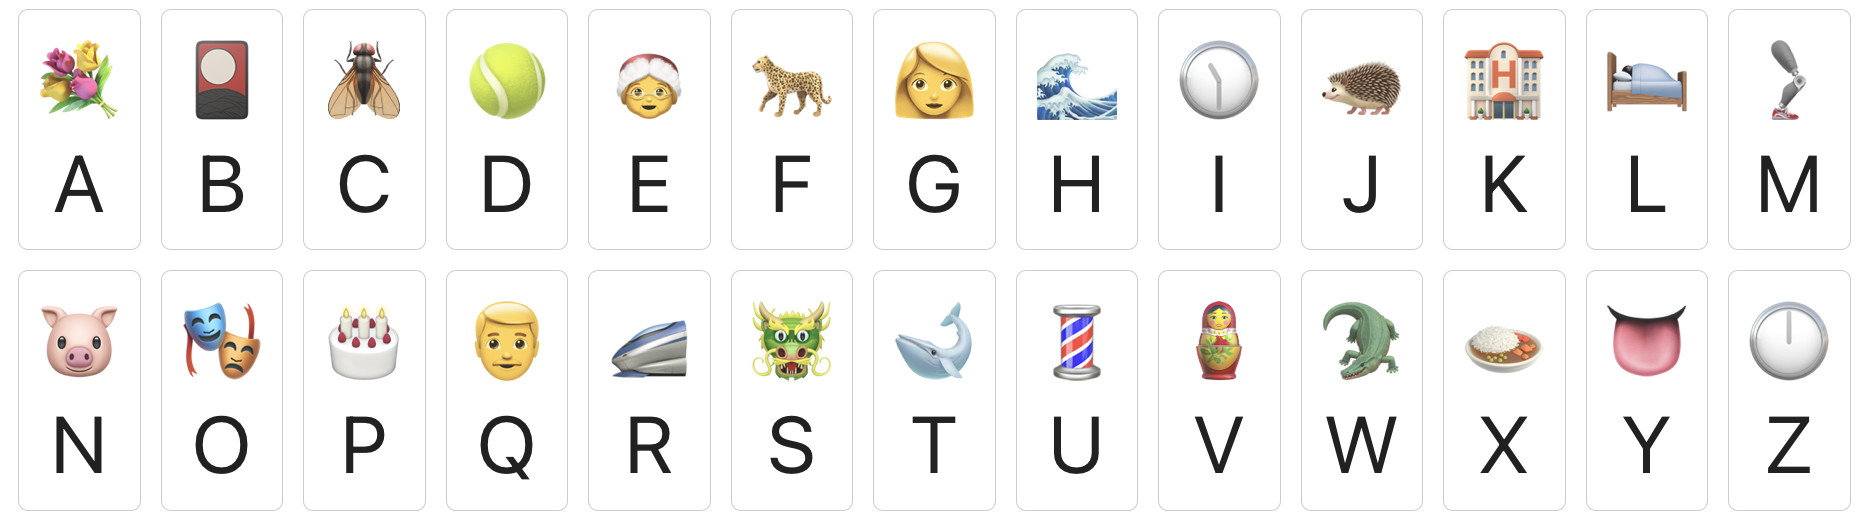 A B C D E F G H I J K L M
N O P Q R S T U V W X Y Z